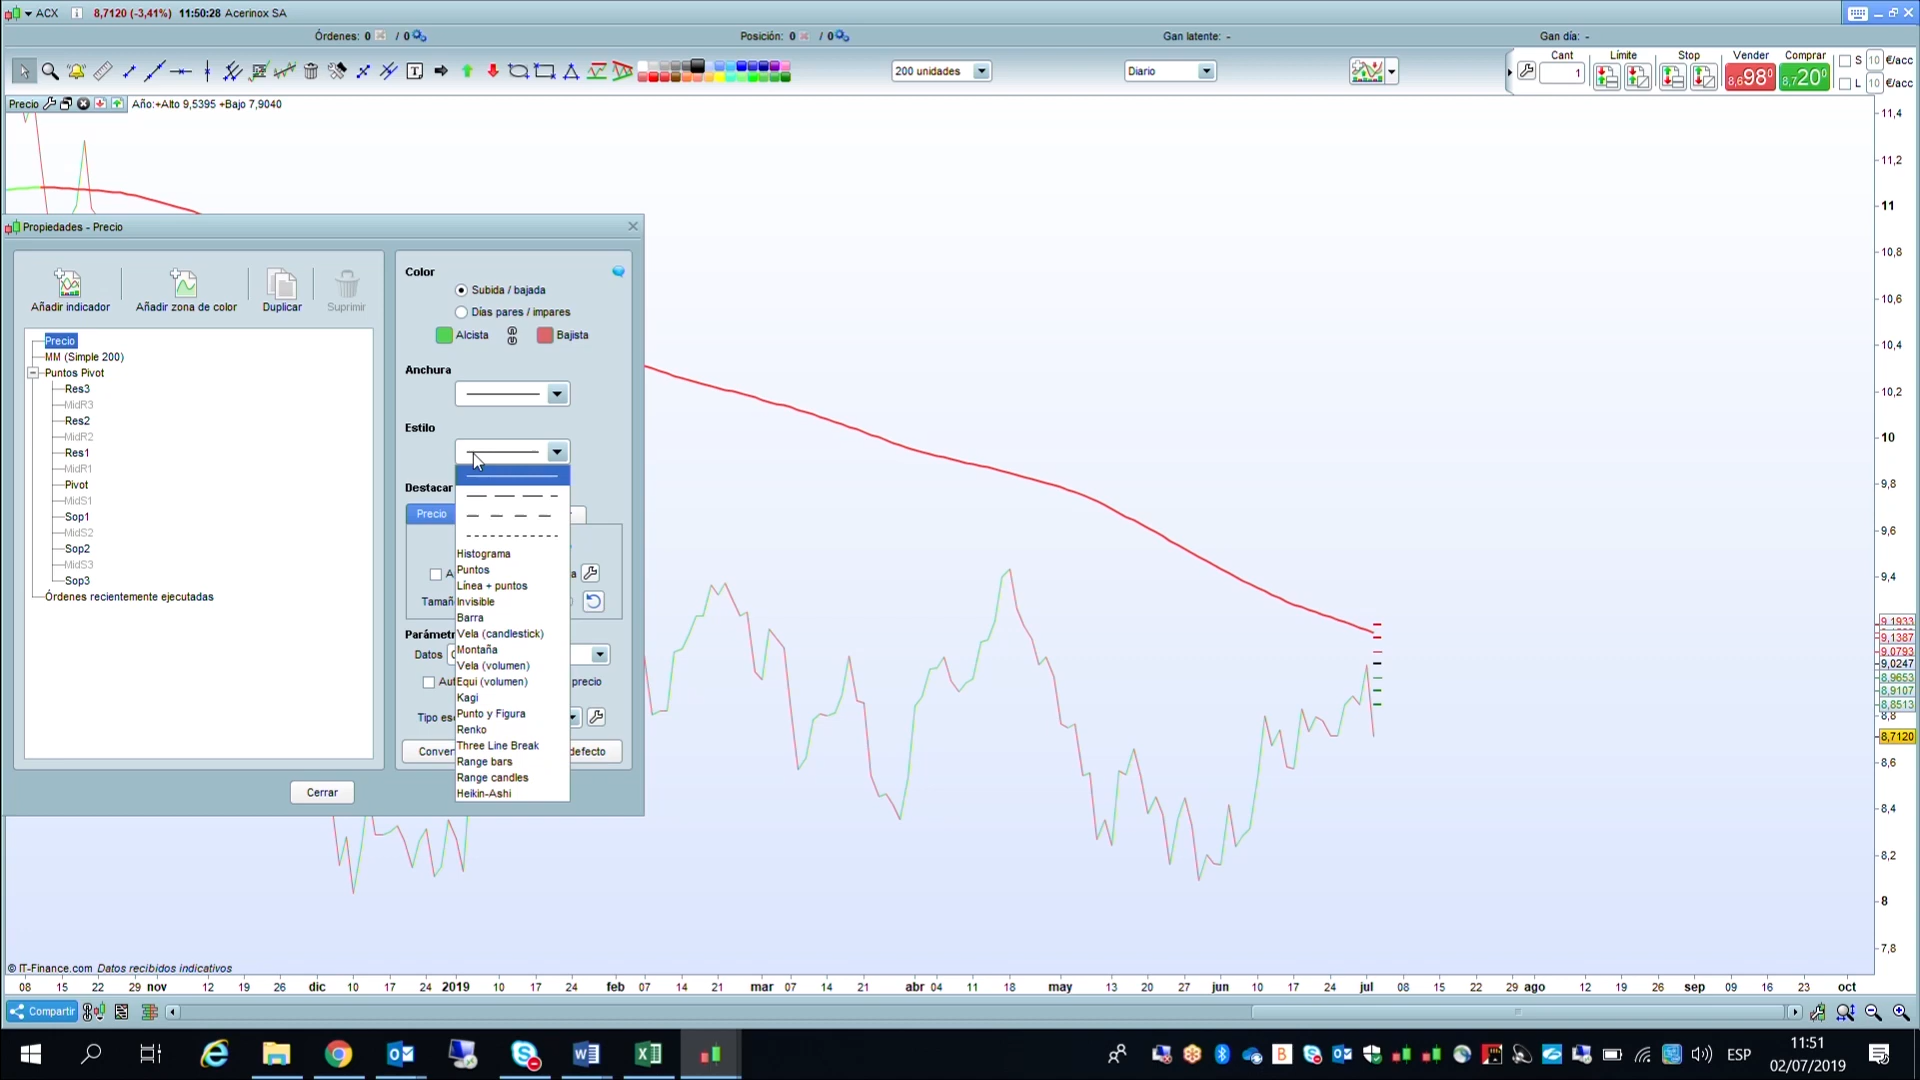 ACX 8,7120 (-3,41%) 11:50:28 Acerinox SA
Órdenes: 0 / 0 Posición: 0 / 0 Gan latente: - Gan día: -
200 unidades Diario
Cant Límite Stop Vender Comprar
1 8,698⁰ 8,720⁰
S 10 €/acc
L 10 €/acc
Precio Año:+Alto 9,5395 +Bajo 7,9040
Propiedades - Precio
Añadir indicador Añadir zona de color Duplicar Suprimir
Precio
MM (Simple 200)
Puntos Pivot
Res3
MidR3
Res2
MidR2
Res1
MidR1
Pivot
MidS1
Sop1
MidS2
Sop2
MidS3
Sop3
Órdenes recientemente ejecutadas
Color
Subida / bajada
Días pares / impares
Alcista Bajista
Anchura
Estilo
Destacar
Precio
Tamañ
Parámet
Datos
Aut precio
Tipo es
Conver defecto
Histograma
Puntos
Línea + puntos
Invisible
Barra
Vela (candlestick)
Montaña
Vela (volumen)
Equi (volumen)
Kagi
Punto y Figura
Renko
Three Line Break
Range bars
Range candles
Heikin-Ashi
Cerrar
11,4
11,2
11
10,8
10,6
10,4
10,2
10
9,8
9,6
9,4
9,1933
9,1387
9,0793
9,0247
8,9653
8,9107
8,8513
8,8
8,7120
8,6
8,4
8,2
8
7,8
© IT-Finance.com Datos recibidos indicativos
08 15 22 29 nov 12 19 26 dic 10 17 24 2019 10 17 24 feb 07 14 21 mar 07 14 21 abr 04 11 18 may 13 20 27 jun 10 17 24 jul 08 15 22 29 ago 12 19 26 sep 09 16 23 oct
Compartir
ESP
11:51
02/07/2019